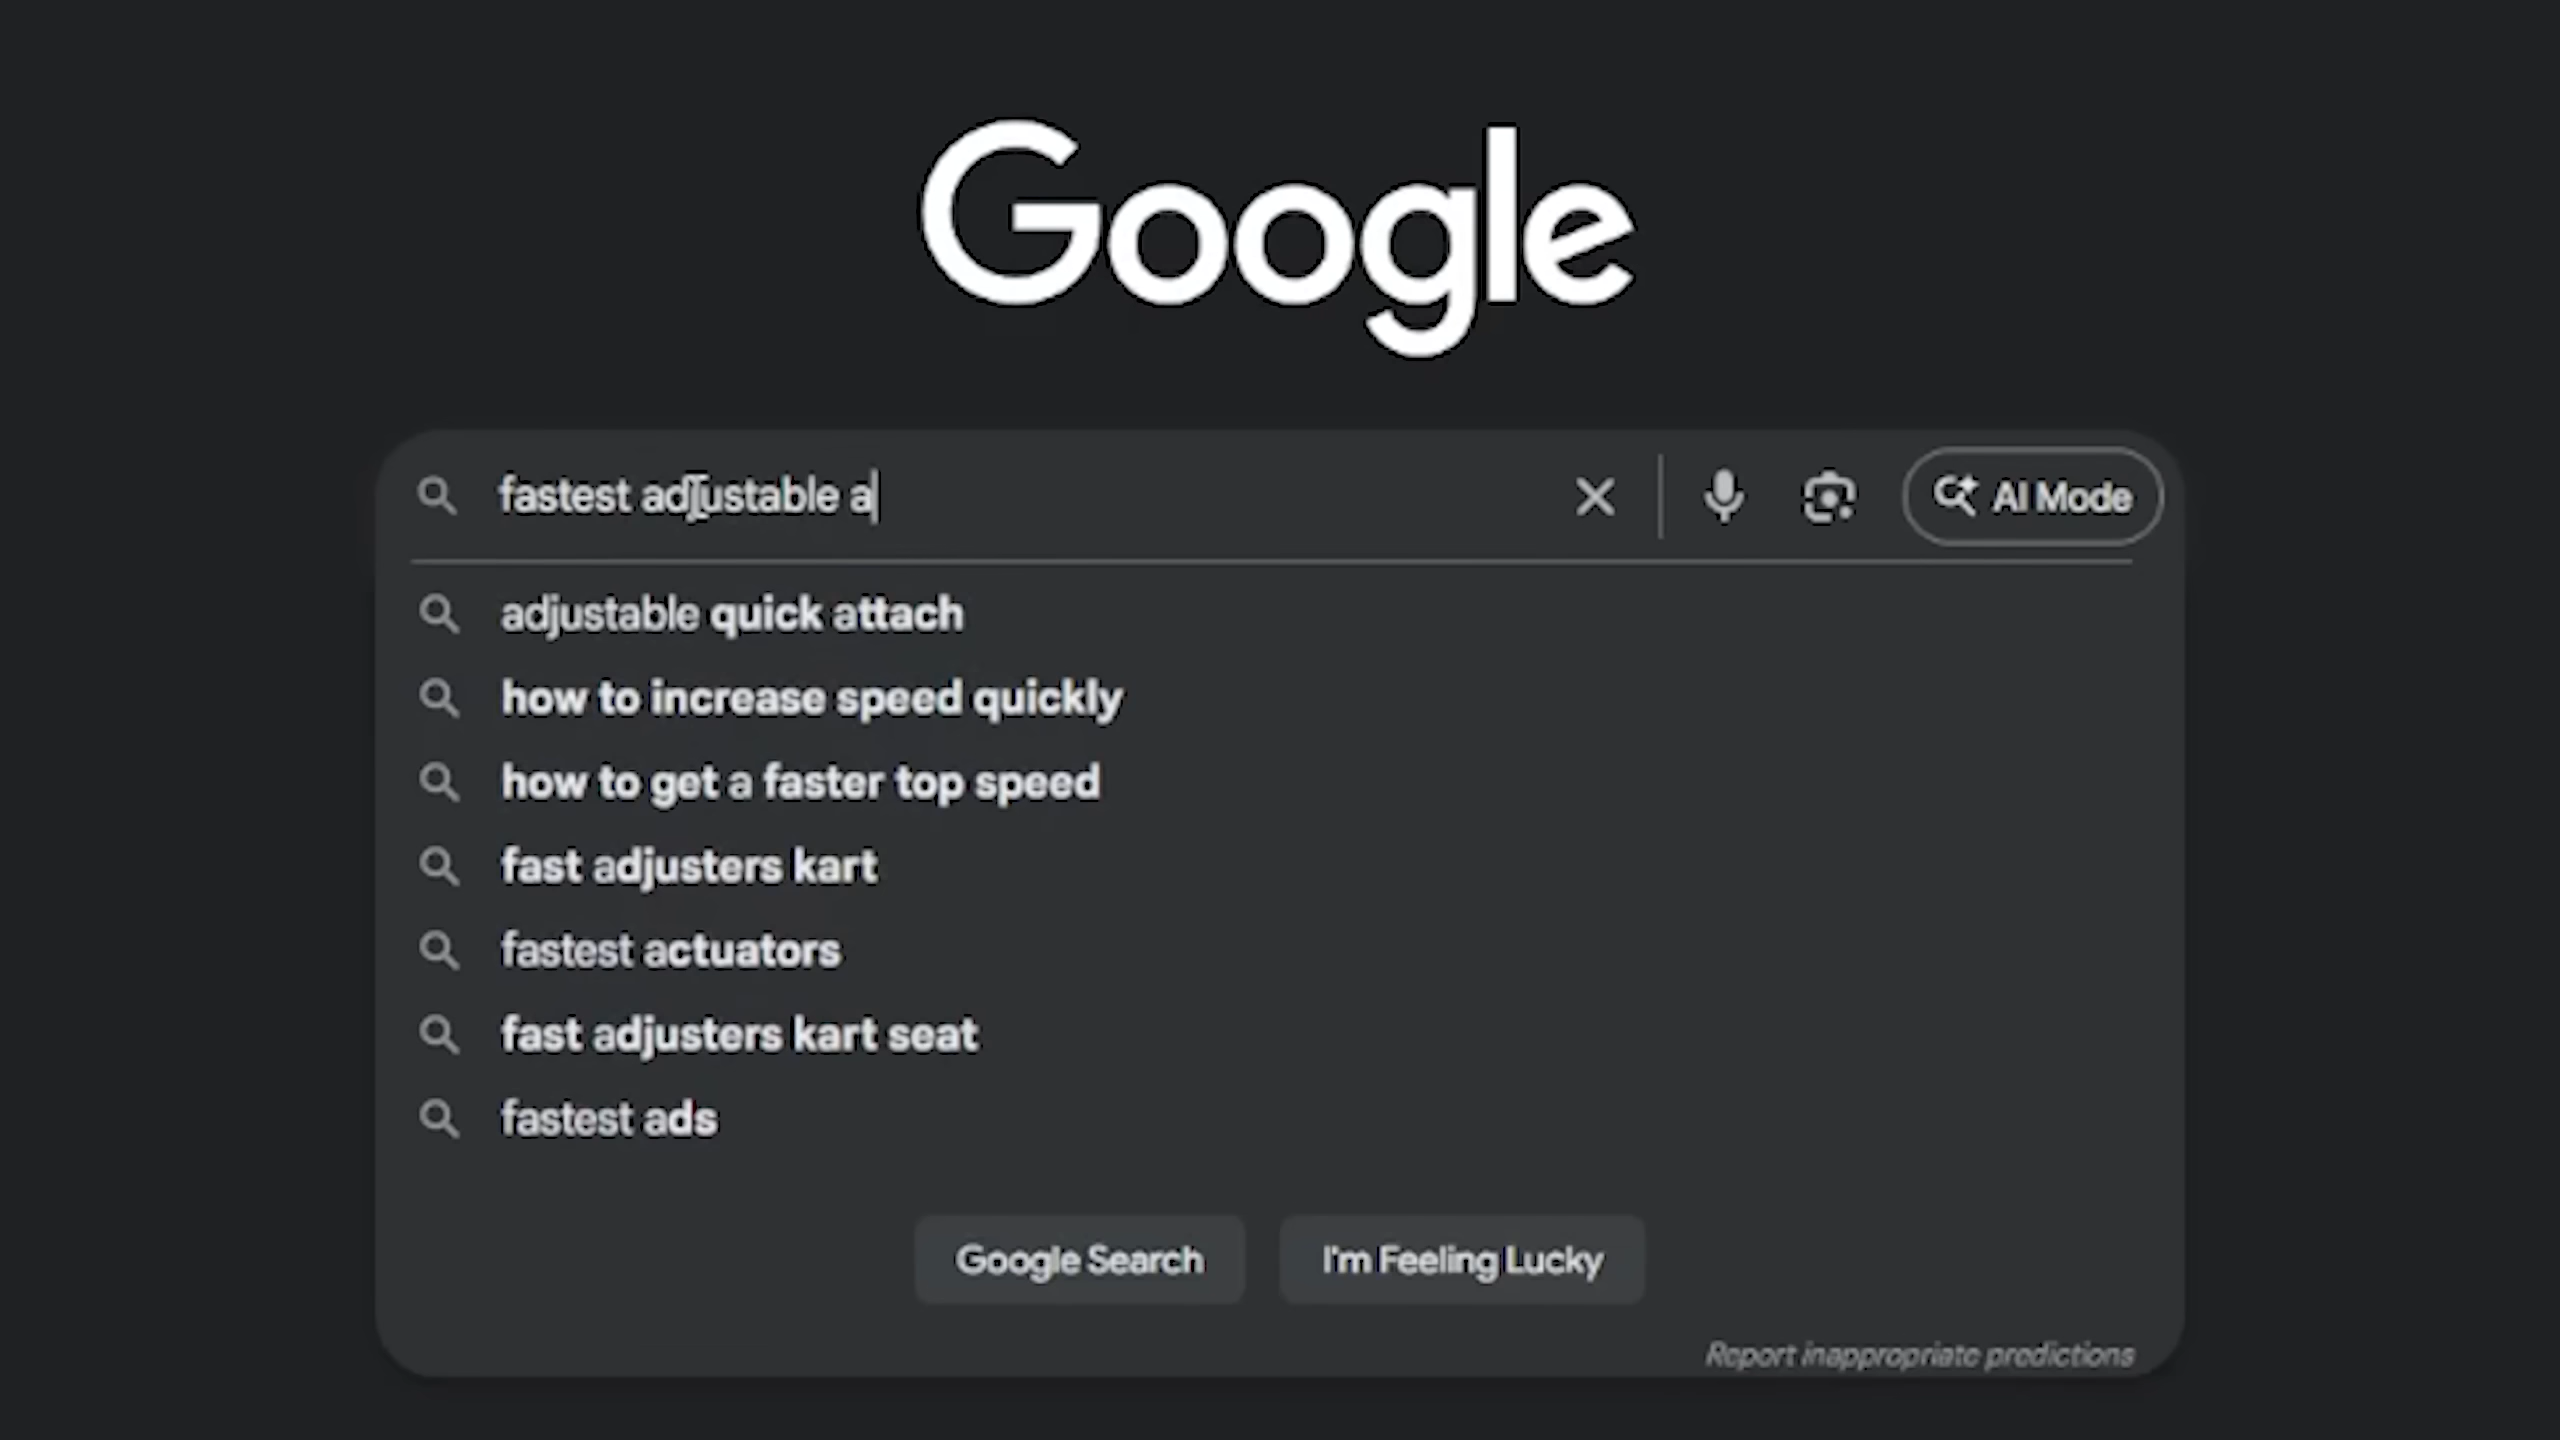 Google
fastest adjustable a
AI Mode
adjustable quick attach
how to increase speed quickly
how to get a faster top speed
fast adjusters kart
fastest actuators
fast adjusters kart seat
fastest ads
Google Search
I'm Feeling Lucky
Report inappropriate predictions